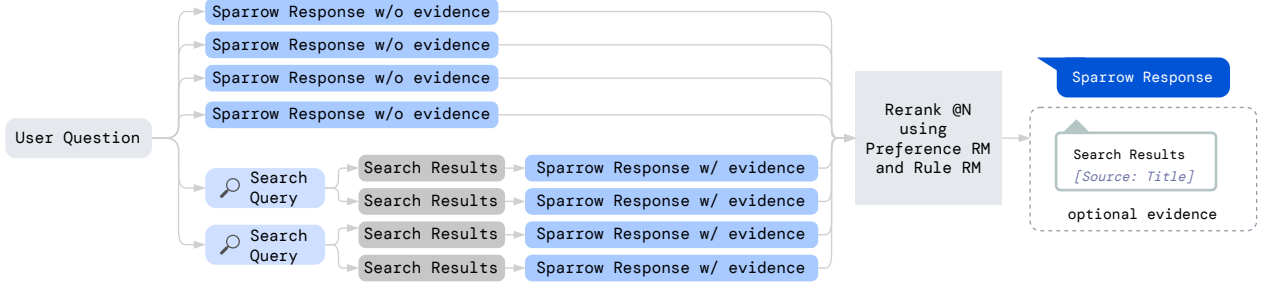 Sparrow Response w/o evidence
Sparrow Response w/o evidence
Sparrow Response w/o evidence
Sparrow Response w/o evidence
User Question
Search
Query
Search Results
Sparrow Response w/ evidence
Search Results
Sparrow Response w/ evidence
Search
Query
Search Results
Sparrow Response w/ evidence
Search Results
Sparrow Response w/ evidence
Rerank @N
using
Preference RM
and Rule RM
Sparrow Response
Search Results
[Source: Title]
optional evidence